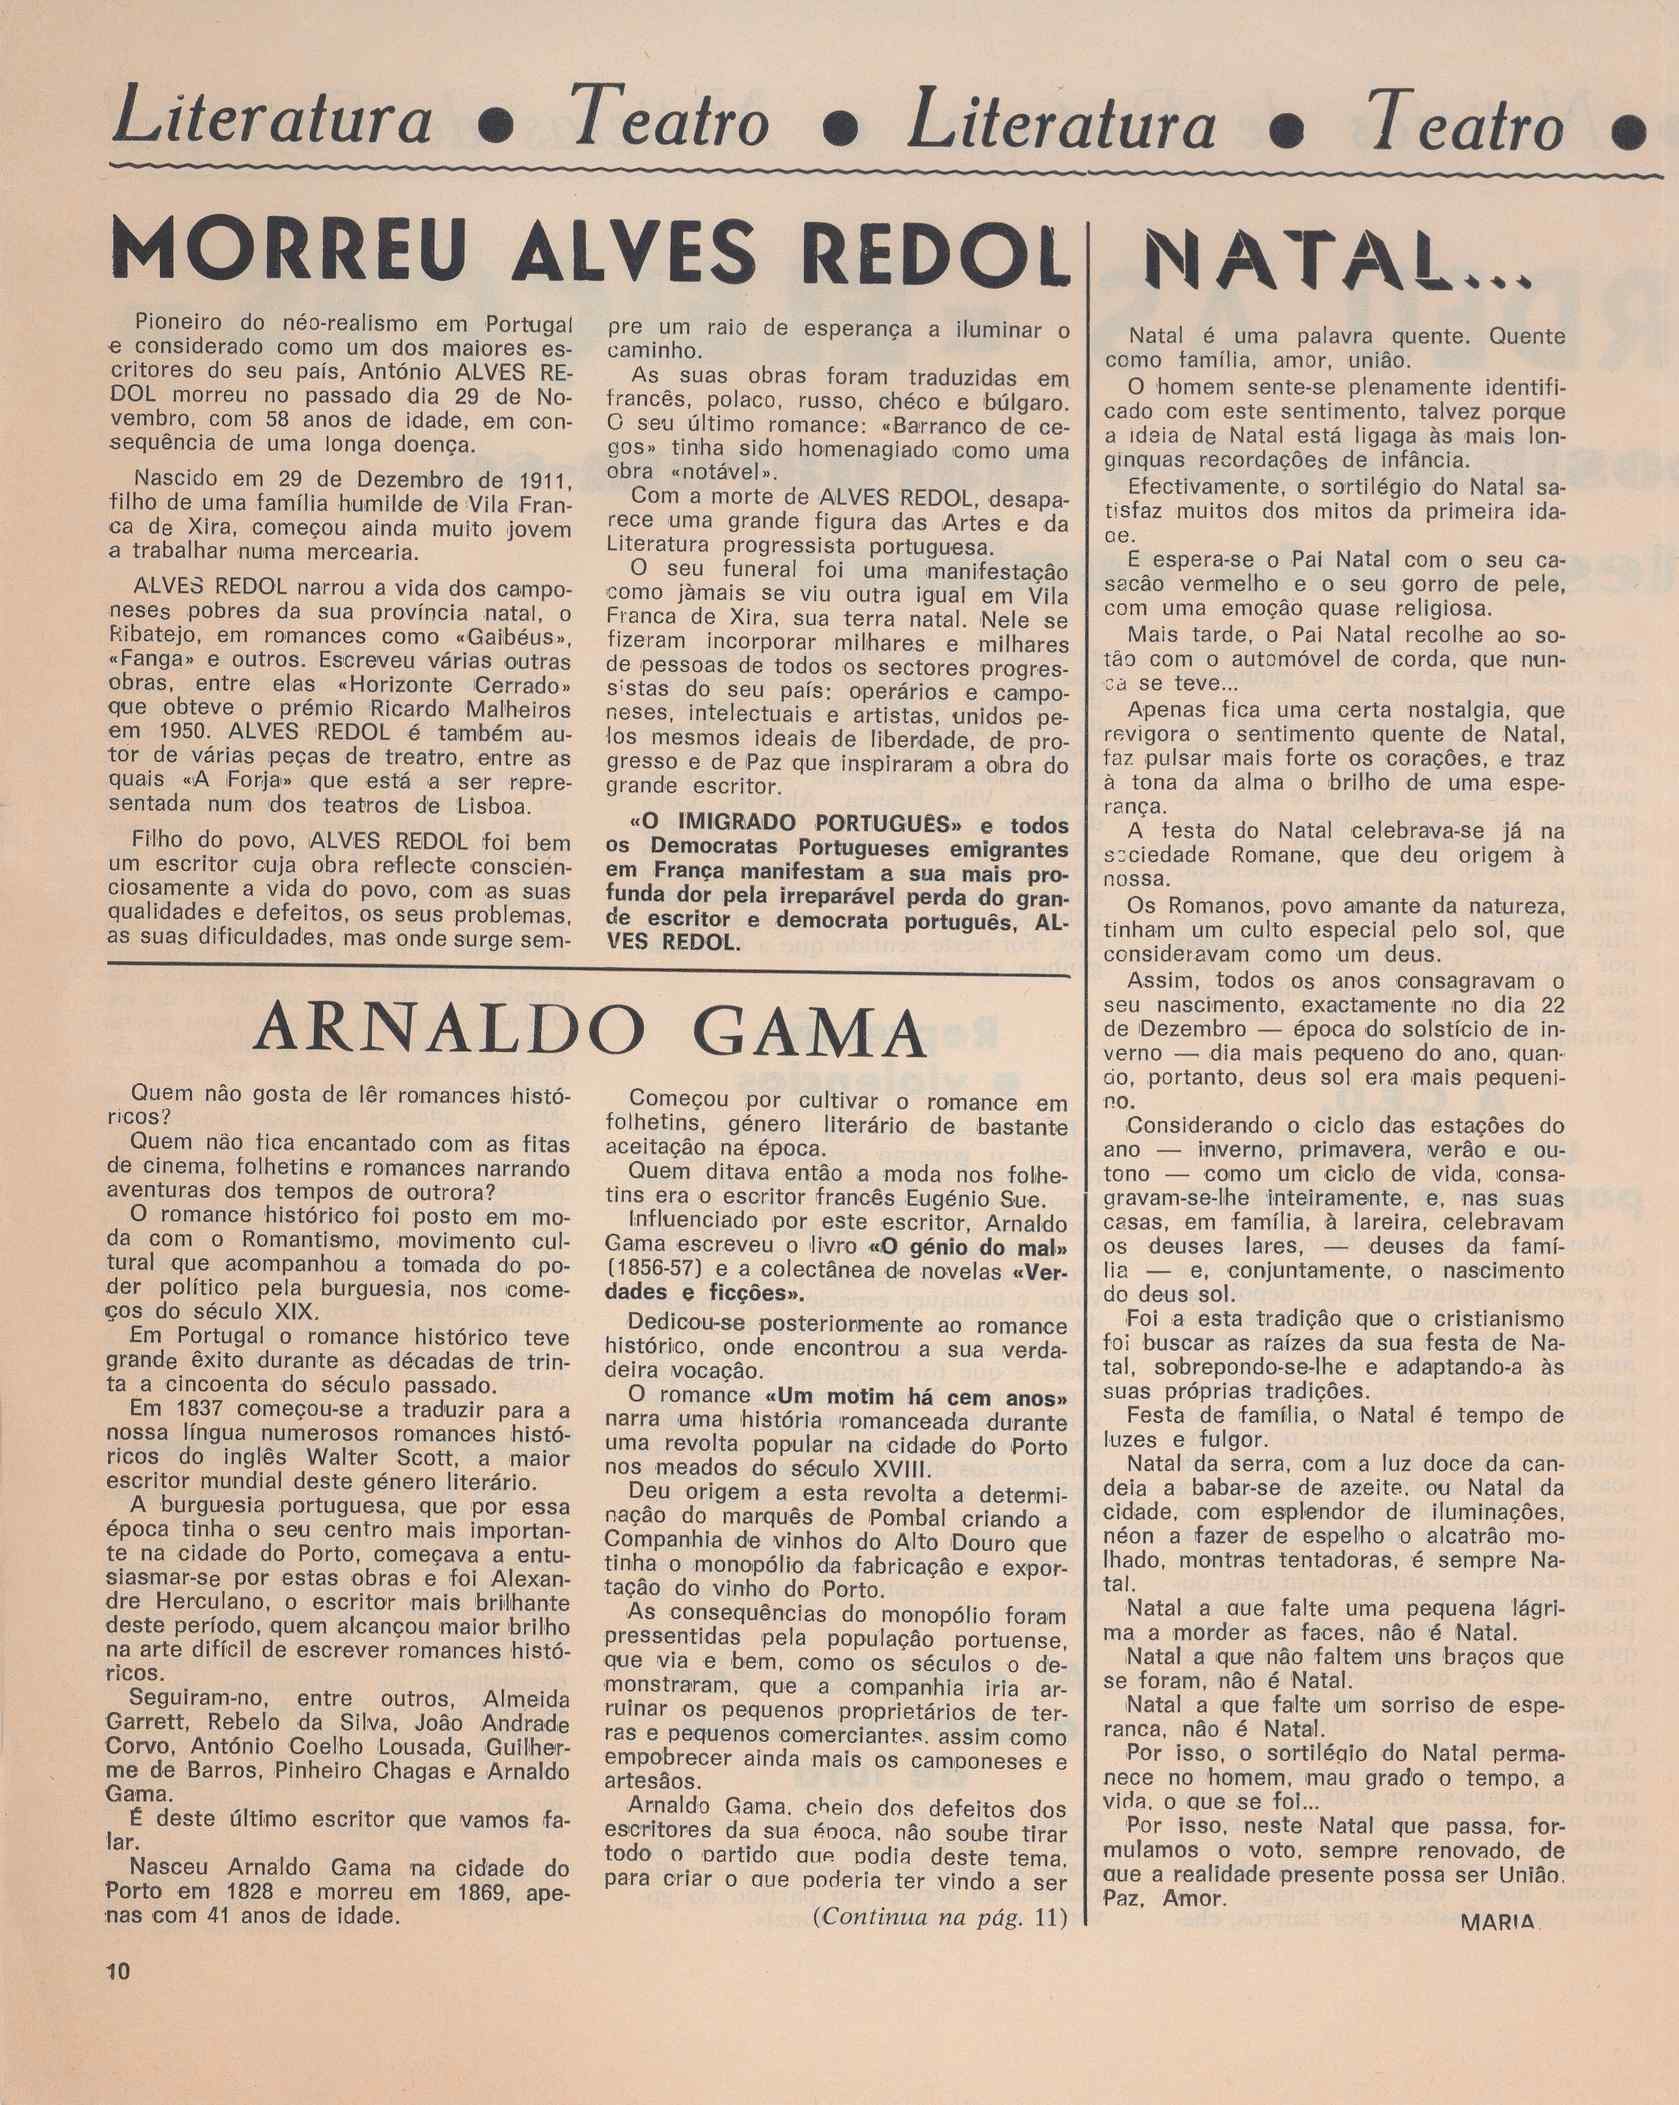 Literatura ● Teatro ● Literatura ● Teatro ●
MORREU ALVES REDOL
Pioneiro do néo-realismo em Portugal
e considerado como um dos maiores es-
critores do seu país, António ALVES RE-
DOL morreu no passado dia 29 de No-
vembro, com 58 anos de idade, em con-
sequência de uma longa doença.
Nascido em 29 de Dezembro de 1911,
filho de uma família humilde de Vila Fran-
ca de Xira, começou ainda muito jovem
a trabalhar numa mercearia.
ALVES REDOL narrou a vida dos campo-
neses pobres da sua província natal, o
Ribatejo, em romances como «Gaibéus»,
«Fanga» e outros. Escreveu várias outras
obras, entre elas «Horizonte Cerrado»
que obteve o prémio Ricardo Malheiros
em 1950. ALVES REDOL é também au-
tor de várias peças de treatro, entre as
quais «A Forja» que está a ser repre-
sentada num dos teatros de Lisboa.
Filho do povo, ALVES REDOL foi bem
um escritor cuja obra reflecte conscien-
ciosamente a vida do povo, com as suas
qualidades e defeitos, os seus problemas,
as suas dificuldades, mas onde surge sem-
pre um raio de esperança a iluminar o
caminho.
As suas obras foram traduzidas em
francês, polaco, russo, chéco e búlgaro.
O seu último romance: «Barranco de ce-
gos» tinha sido homenagiado como uma
obra «notável».
Com a morte de ALVES REDOL, desapa-
rece uma grande figura das Artes e da
Literatura progressista portuguesa.
O seu funeral foi uma manifestaçâo
como jàmais se viu outra igual em Vila
Franca de Xira, sua terra natal. Nele se
fizeram incorporar milhares e milhares
de pessoas de todos os sectores progres-
sistas do seu país: operários e campo-
neses, intelectuais e artistas, unidos pe-
los mesmos ideais de liberdade, de pro-
gresso e de Paz que inspiraram a obra do
grande escritor.
«O IMIGRADO PORTUGUÊS» e todos
os Democratas Portugueses emigrantes
em França manifestam a sua mais pro-
funda dor pela irreparável perda do gran-
de escritor e democrata português, AL-
VES REDOL.
ARNALDO GAMA
Quem nâo gosta de lêr romances histó-
ricos?
Quem nâo fica encantado com as fitas
de cinema, folhetins e romances narrando
aventuras dos tempos de outrora?
O romance histórico foi posto em mo-
da com o Romantismo, movimento cul-
tural que acompanhou a tomada do po-
der político pela burguesia, nos come-
ços do século XIX.
Em Portugal o romance histórico teve
grande êxito durante as décadas de trin-
ta a cincoenta do século passado.
Em 1837 começou-se a traduzir para a
nossa língua numerosos romances histó-
ricos do inglês Walter Scott, a maior
escritor mundial deste género literário.
A burguesia portuguesa, que por essa
época tinha o seu centro mais importan-
te na cidade do Porto, começava a entu-
siasmar-se por estas obras e foi Alexan-
dre Herculano, o escritor mais brilhante
deste período, quem alcançou maior brilho
na arte difícil de escrever romances histó-
ricos.
Seguiram-no, entre outros, Almeida
Garrett, Rebelo da Silva, Joâo Andrade
Corvo, António Coelho Lousada, Guilher-
me de Barros, Pinheiro Chagas e Arnaldo
Gama.
É deste último escritor que vamos fa-
lar.
Nasceu Arnaldo Gama na cidade do
Porto em 1828 e morreu em 1869, ape-
nas com 41 anos de idade.
Começou por cultivar o romance em
folhetins, género literário de bastante
aceitaçâo na época.
Quem ditava entâo a moda nos folhe-
tins era o escritor francês Eugénio Sue.
Influenciado por este escritor, Arnaldo
Gama escreveu o livro «O génio do mal»
(1856-57) e a colectânea de novelas «Ver-
dades e ficçôes».
Dedicou-se posteriormente ao romance
histórico, onde encontrou a sua verda-
deira vocaçâo.
O romance «Um motim há cem anos»
narra uma história romanceada durante
uma revolta popular na cidade do Porto
nos meados do século XVIII.
Deu origem a esta revolta a determi-
naçâo do marquês de Pombal criando a
Companhia de vinhos do Alto Douro que
tinha o monopólio da fabricaçâo e expor-
taçâo do vinho do Porto.
As consequências do monopólio foram
pressentidas pela populaçâo portuense,
que via e bem, como os séculos o de-
monstraram, que a companhia iria ar-
ruinar os pequenos proprietários de ter-
ras e pequenos comerciantes, assim como
empobrecer ainda mais os camponeses e
artesâos.
Arnaldo Gama, cheio dos defeitos dos
escritores da sua época, nâo soube tirar
todo o partido que podia deste tema,
para criar o que poderia ter vindo a ser
(Continua na pág. 11)
NATAL...
Natal é uma palavra quente. Quente
como família, amor, uniâo.
O homem sente-se plenamente identifi-
cado com este sentimento, talvez porque
a ideia de Natal está ligaga às mais lon-
gínquas recordaçôes de infância.
Efectivamente, o sortilégio do Natal sa-
tisfaz muitos dos mitos da primeira ida-
de.
E espera-se o Pai Natal com o seu ca-
sacâo vermelho e o seu gorro de pele,
com uma emoçâo quase religiosa.
Mais tarde, o Pai Natal recolhe ao so-
tâo com o automóvel de corda, que nun-
ca se teve...
Apenas fica uma certa nostalgia, que
revigora o sentimento quente de Natal,
faz pulsar mais forte os coraçôes, e traz
à tona da alma o brilho de uma espe-
rança.
A festa do Natal celebrava-se já na
sociedade Romane, que deu origem à
nossa.
Os Romanos, povo amante da natureza,
tinham um culto especial pelo sol, que
consideravam como um deus.
Assim, todos os anos consagravam o
seu nascimento, exactamente no dia 22
de Dezembro — época do solstício de in-
verno — dia mais pequeno do ano, quan-
do, portanto, deus sol era mais pequeni-
no.
Considerando o ciclo das estaçôes do
ano — inverno, primavera, verâo e ou-
tono — como um ciclo de vida, consa-
gravam-se-lhe inteiramente, e, nas suas
casas, em família, à lareira, celebravam
os deuses lares, — deuses da famí-
lia — e, conjuntamente, o nascimento
do deus sol.
Foi a esta tradiçâo que o cristianismo
foi buscar as raízes da sua festa de Na-
tal, sobrepondo-se-lhe e adaptando-a às
suas próprias tradiçôes.
Festa de família, o Natal é tempo de
luzes e fulgor.
Natal da serra, com a luz doce da can-
deia a babar-se de azeite, ou Natal da
cidade, com esplendor de iluminaçôes,
néon a fazer de espelho o alcatrâo mo-
lhado, montras tentadoras, é sempre Na-
tal.
Natal a que falte uma pequena lágri-
ma a morder as faces, nâo é Natal.
Natal a que nâo faltem uns braços que
se foram, nâo é Natal.
Natal a que falte um sorriso de espe-
ranca, nâo é Natal.
Por isso, o sortilégio do Natal perma-
nece no homem, mau grado o tempo, a
vida, o que se foi...
Por isso, neste Natal que passa, for-
mulamos o voto, sempre renovado, de
que a realidade presente possa ser Uniâo,
Paz, Amor.
MARIA.
10